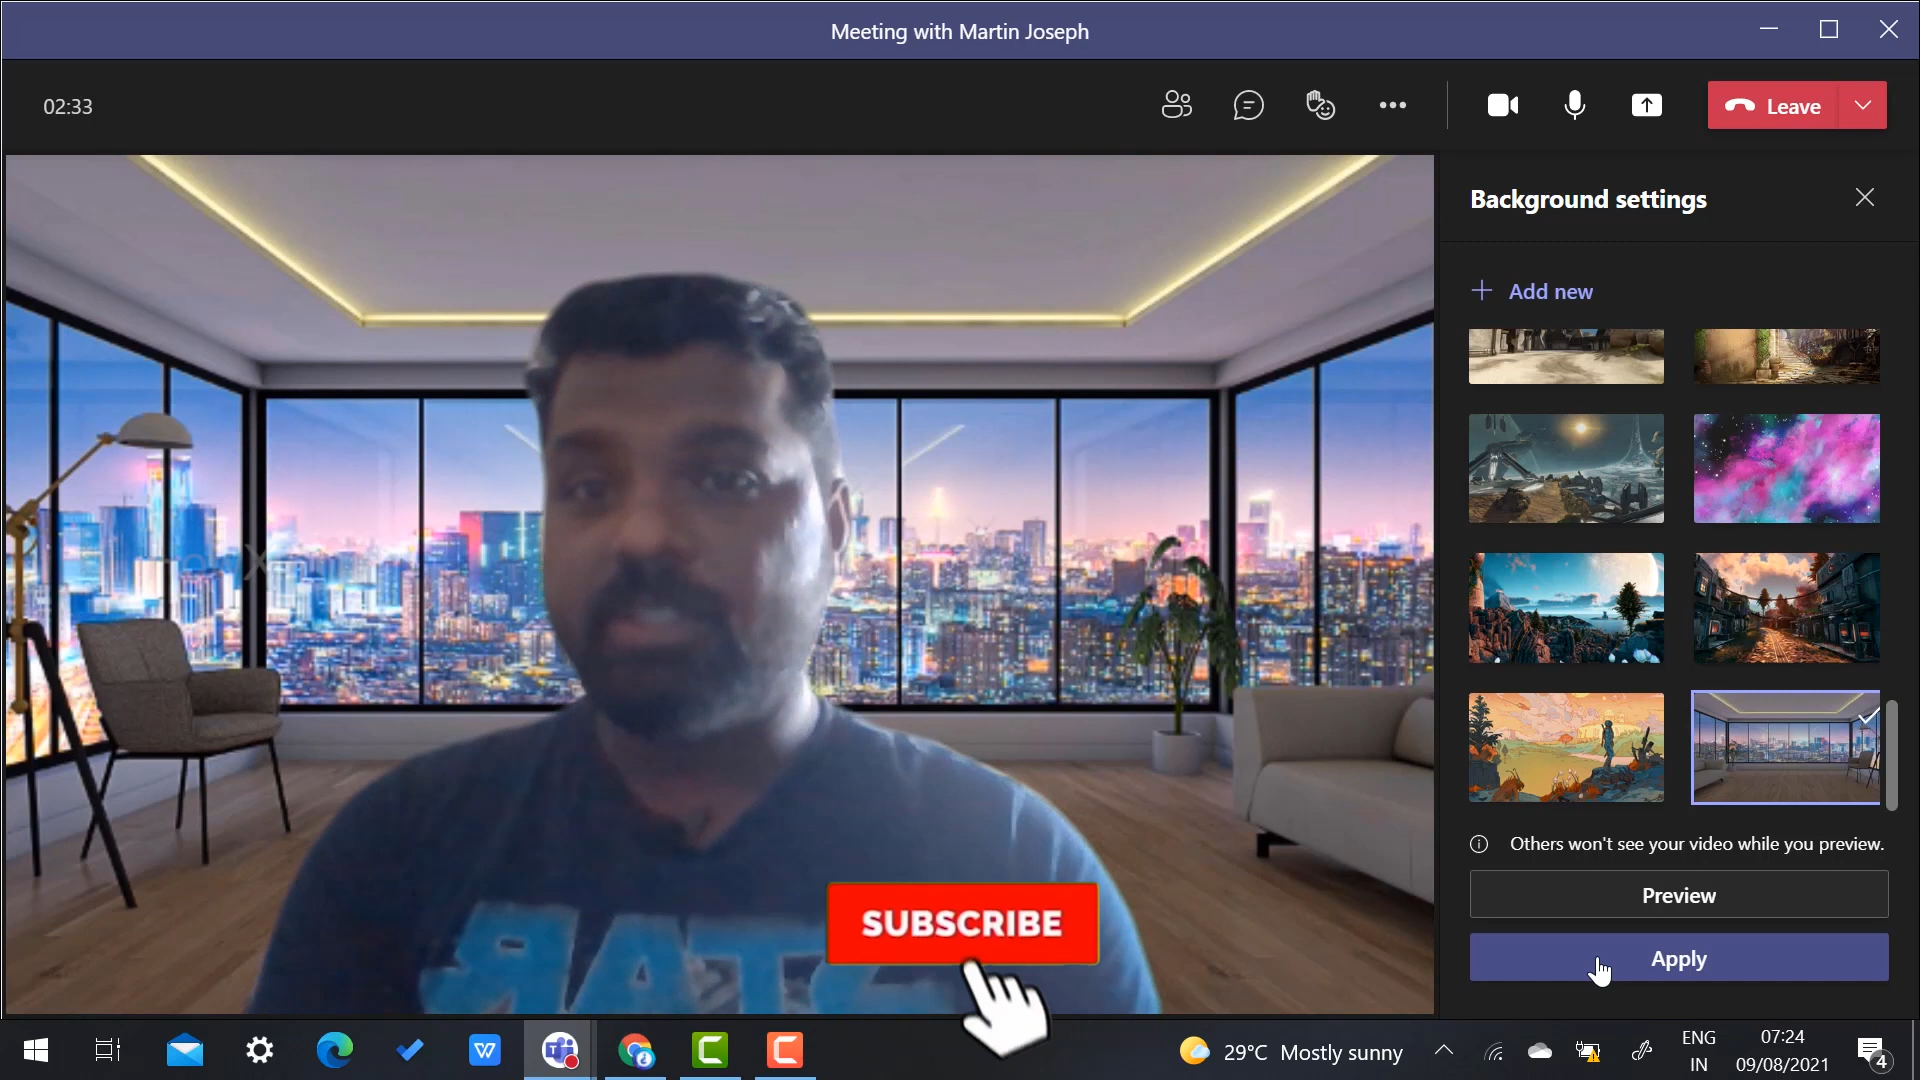 Meeting with Martin Joseph
02:33
Leave
Background settings
Add new
Others won't see your video while you preview.
Preview
Apply
SUBSCRIBE
29°C Mostly sunny
ENG
IN
07:24
09/08/2021
4